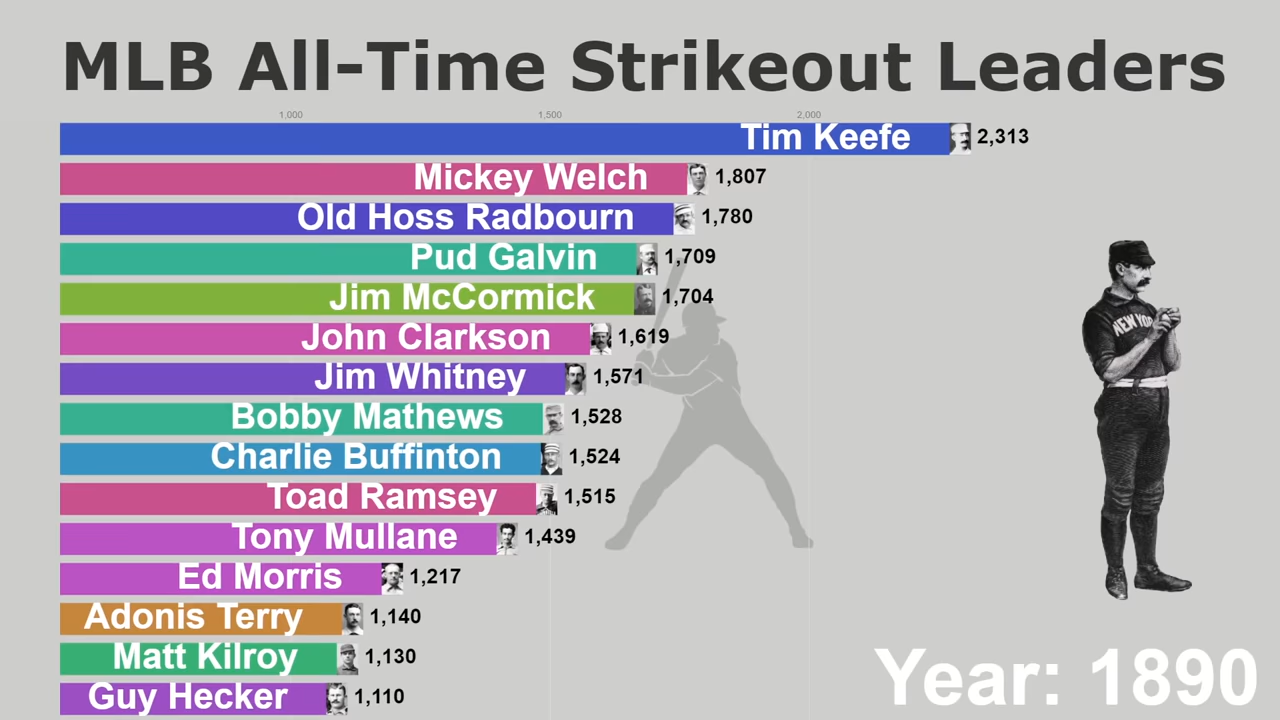 MLB All-Time Strikeout Leaders
1,000 1,500 2,000
Tim Keefe 2,313
Mickey Welch 1,807
Old Hoss Radbourn 1,780
Pud Galvin 1,709
Jim McCormick 1,704
John Clarkson 1,619
Jim Whitney 1,571
Bobby Mathews 1,528
Charlie Buffinton 1,524
Toad Ramsey 1,515
Tony Mullane 1,439
Ed Morris 1,217
Adonis Terry 1,140
Matt Kilroy 1,130
Guy Hecker 1,110
NEW YO
Year: 1890